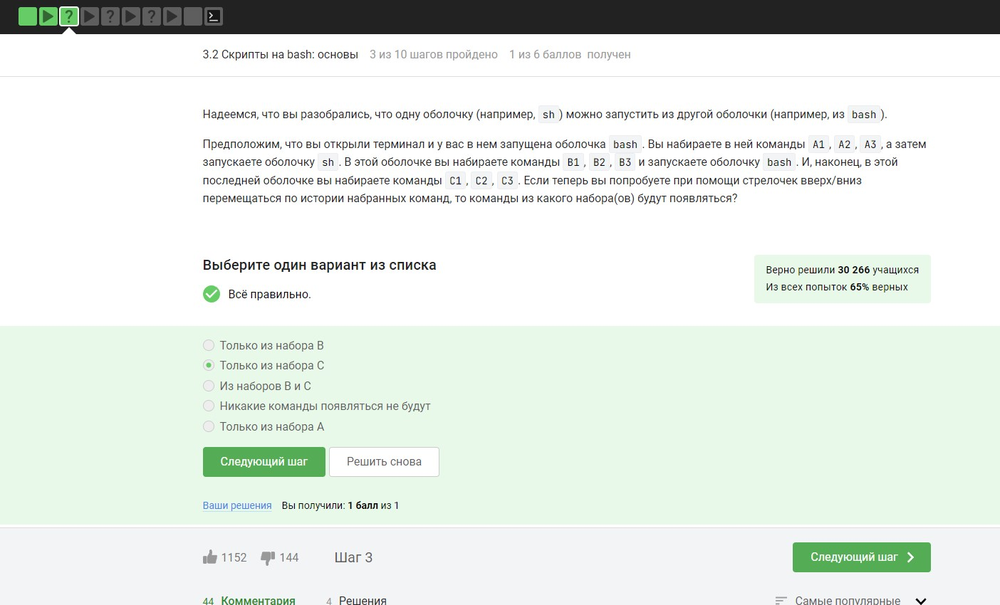 3.2 Скрипты на bash: основы 3 из 10 шагов пройдено 1 из 6 баллов получен
Надеемся, что вы разобрались, что одну оболочку (например, sh) можно запустить из другой оболочки (например, из bash).
Предположим, что вы открыли терминал и у вас в нем запущена оболочка bash. Вы набираете в ней команды A1, A2, A3, а затем
запускаете оболочку sh. В этой оболочке вы набираете команды B1, B2, B3 и запускаете оболочку bash. И, наконец, в этой
последней оболочке вы набираете команды C1, C2, C3. Если теперь вы попробуете при помощи стрелочек вверх/вниз
перемещаться по истории набранных команд, то команды из какого набора(ов) будут появляться?
Выберите один вариант из списка
Всё правильно.
Верно решили 30 266 учащихся
Из всех попыток 65% верных
Только из набора B
Только из набора C
Из наборов B и C
Никакие команды появляться не будут
Только из набора A
Следующий шаг Решить снова
Ваши решения Вы получили: 1 балл из 1
1152 144 Шаг 3 Следующий шаг
44 Комментария 4 Решения Самые популярные